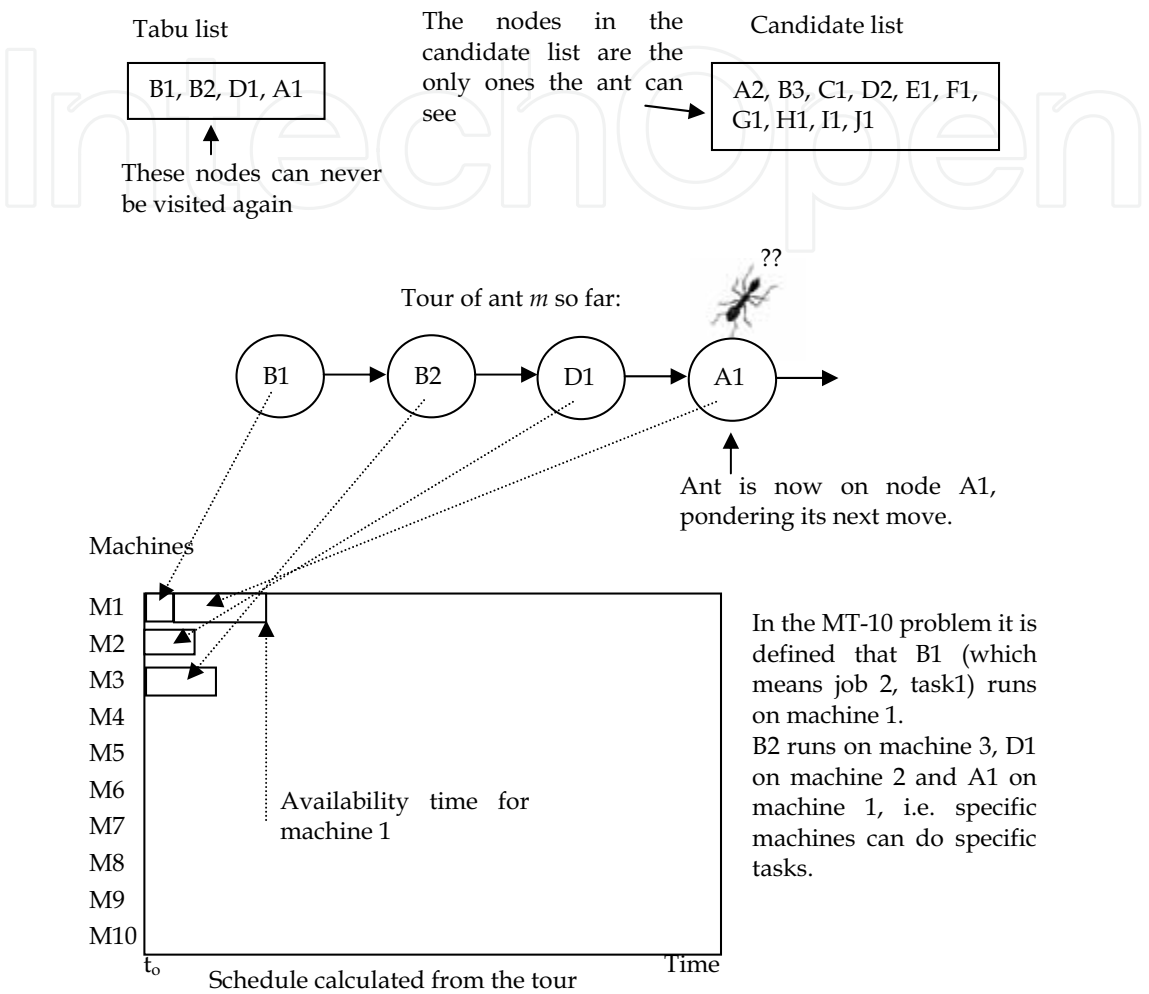 Tabu list
B1, B2, D1, A1
These nodes can never
be visited again
The nodes in the
candidate list are the
only ones the ant can
see
Candidate list
A2, B3, C1, D2, E1, F1,
G1, H1, I1, J1
IntechOpen
??
Tour of ant m so far:
B1
B2
D1
A1
Ant is now on node A1,
pondering its next move.
Machines
M1
M2
M3
M4
M5
M6
M7
M8
M9
M10
Availability time for
machine 1
to
Time
Schedule calculated from the tour
In the MT-10 problem it is
defined that B1 (which
means job 2, task1) runs
on machine 1.
B2 runs on machine 3, D1
on machine 2 and A1 on
machine 1, i.e. specific
machines can do specific
tasks.